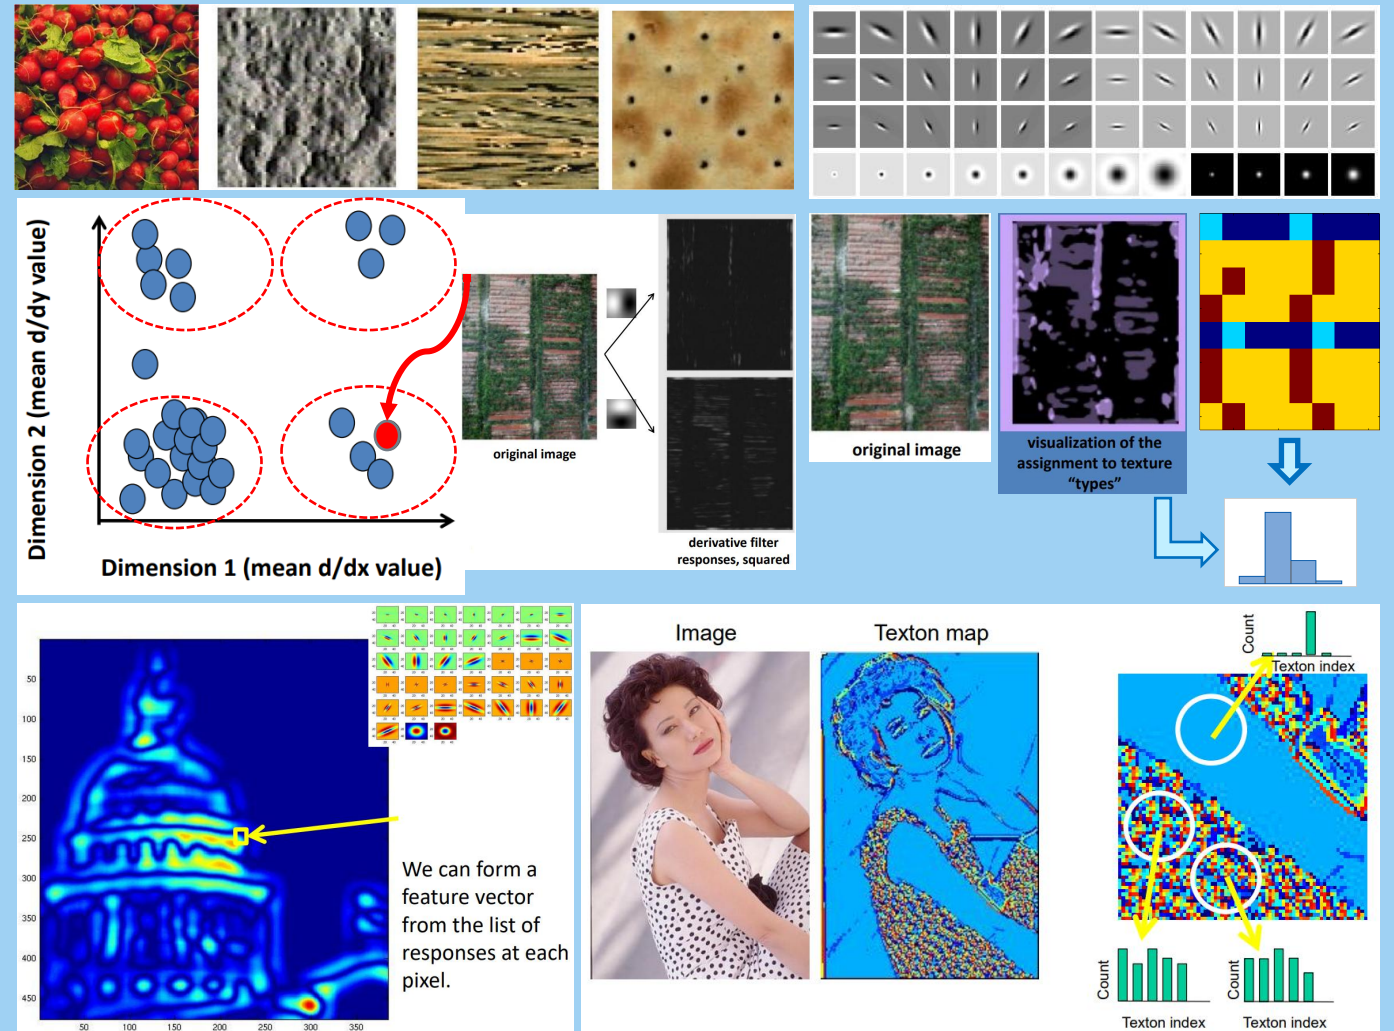 Dimension 2 (mean d/dy value)
Dimension 1 (mean d/dx value)
original image
derivative filter
responses, squared
original image
visualization of the
assignment to texture
“types”
50
100
150
200
250
300
350
400
450
50
100
150
200
250
300
350
We can form a
feature vector
from the list of
responses at each
pixel.
Image
Texton map
Count
Texton index
Count
Texton index
Count
Texton index